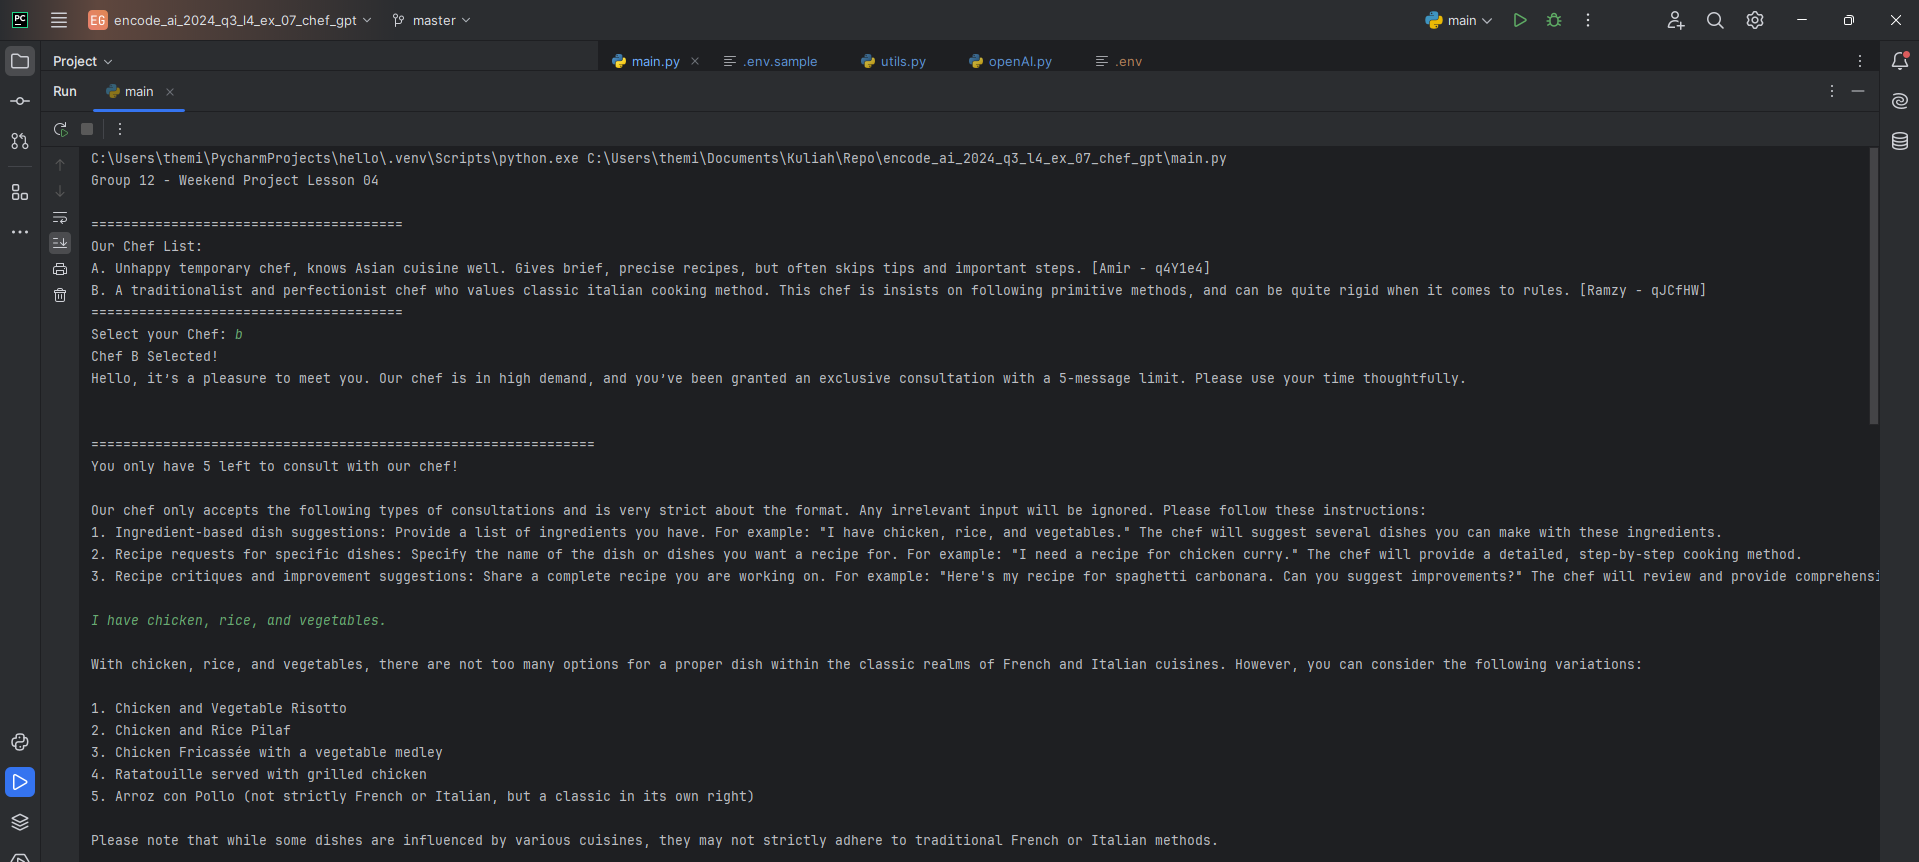 PC
EG encode_ai_2024_q3_l4_ex_07_chef_gpt
master
main
Project
main.py
.env.sample
utils.py
openAI.py
.env
Run
main
C:\Users\themi\PycharmProjects\hello\.venv\Scripts\python.exe C:\Users\themi\Documents\Kuliah\Repo\encode_ai_2024_q3_l4_ex_07_chef_gpt\main.py
Group 12 - Weekend Project Lesson 04
=======================================
Our Chef List:
A. Unhappy temporary chef, knows Asian cuisine well. Gives brief, precise recipes, but often skips tips and important steps. [Amir - q4Y1e4]
B. A traditionalist and perfectionist chef who values classic italian cooking method. This chef is insists on following primitive methods, and can be quite rigid when it comes to rules. [Ramzy - qJCfHW]
=======================================
Select your Chef: b
Chef B Selected!
Hello, it’s a pleasure to meet you. Our chef is in high demand, and you’ve been granted an exclusive consultation with a 5-message limit. Please use your time thoughtfully.
===============================================================
You only have 5 left to consult with our chef!
Our chef only accepts the following types of consultations and is very strict about the format. Any irrelevant input will be ignored. Please follow these instructions:
1. Ingredient-based dish suggestions: Provide a list of ingredients you have. For example: "I have chicken, rice, and vegetables." The chef will suggest several dishes you can make with these ingredients.
2. Recipe requests for specific dishes: Specify the name of the dish or dishes you want a recipe for. For example: "I need a recipe for chicken curry." The chef will provide a detailed, step-by-step cooking method.
3. Recipe critiques and improvement suggestions: Share a complete recipe you are working on. For example: "Here's my recipe for spaghetti carbonara. Can you suggest improvements?" The chef will review and provide comprehensi
I have chicken, rice, and vegetables.
With chicken, rice, and vegetables, there are not too many options for a proper dish within the classic realms of French and Italian cuisines. However, you can consider the following variations:
1. Chicken and Vegetable Risotto
2. Chicken and Rice Pilaf
3. Chicken Fricassée with a vegetable medley
4. Ratatouille served with grilled chicken
5. Arroz con Pollo (not strictly French or Italian, but a classic in its own right)
Please note that while some dishes are influenced by various cuisines, they may not strictly adhere to traditional French or Italian methods.